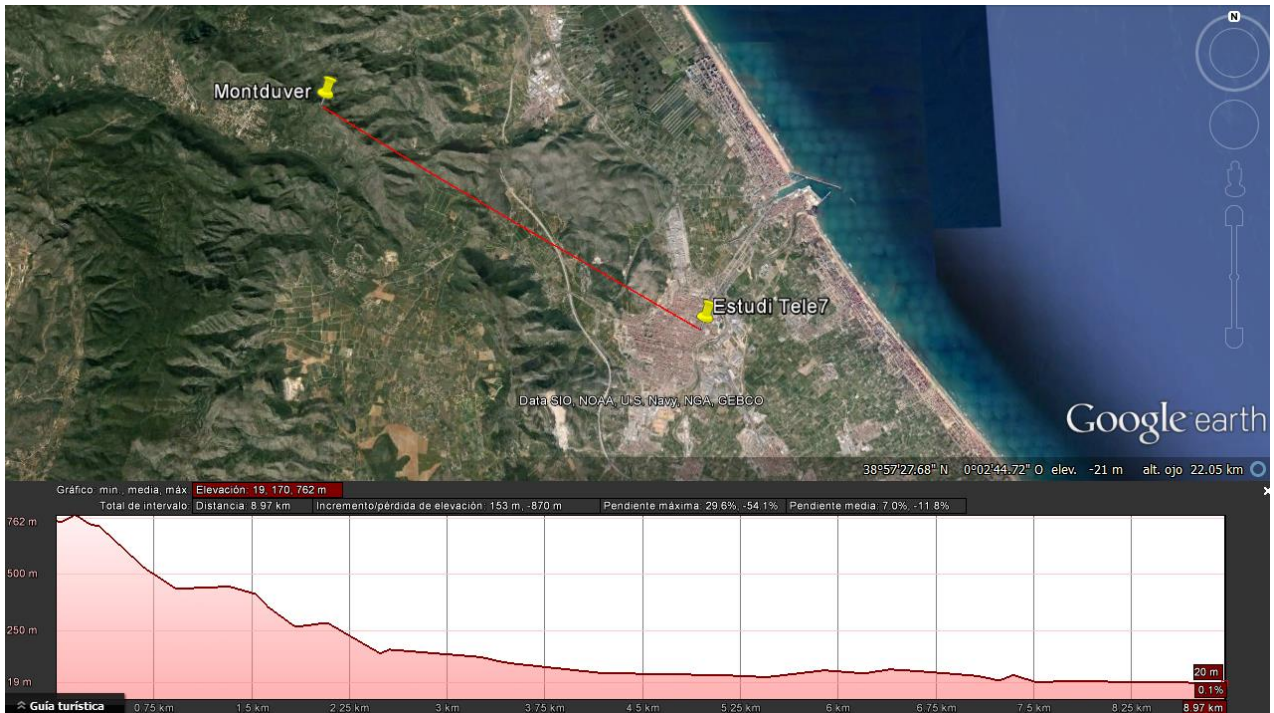 N
Montduver
Estudi Tele7
Data SIO, NOAA, U.S. Navy, NGA, GEBCO
Google earth
38°57'27.68" N 0°02'44.72" O elev. -21 m alt. ojo 22.05 km
Gráfico: min., media, máx Elevación: 19, 170, 762 m
Total de intervalo: Distancia: 8.97 km Incremento/pérdida de elevación: 153 m, -870 m Pendiente máxima: 29.6%, -54.1% Pendiente media: 7.0%, -11.8%
762 m
500 m
250 m
19 m
20 m
0.1%
Guía turística 0.75 km 1.5 km 2.25 km 3 km 3.75 km 4.5 km 5.25 km 6 km 6.75 km 7.5 km 8.25 km 8.97 km